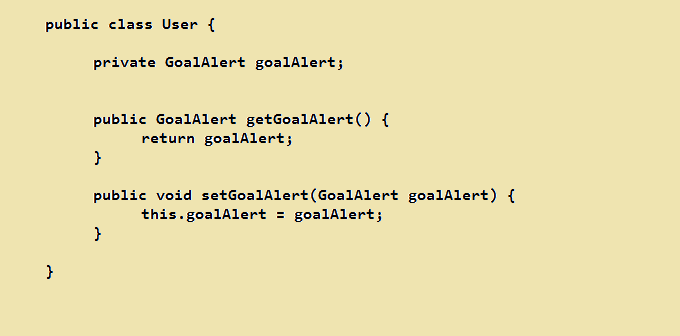 public class User {
private GoalAlert goalAlert;
public GoalAlert getGoalAlert() {
return goalAlert;
}
public void setGoalAlert(GoalAlert goalAlert) {
this.goalAlert = goalAlert;
}
}